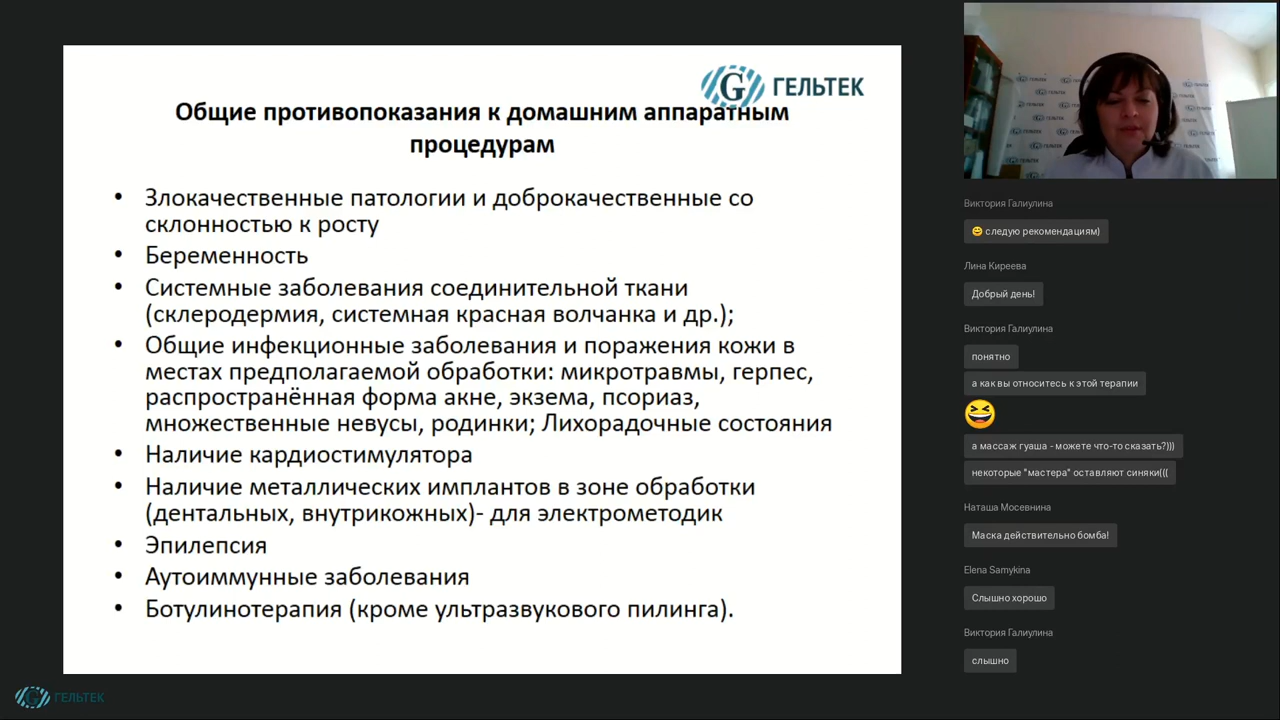 ГЕЛЬТЕК
Общие противопоказания к домашним аппаратным
процедурам
• Злокачественные патологии и доброкачественные со
склонностью к росту
• Беременность
• Системные заболевания соединительной ткани
(склеродермия, системная красная волчанка и др.);
• Общие инфекционные заболевания и поражения кожи в
местах предполагаемой обработки: микротравмы, герпес,
распространённая форма акне, экзема, псориаз,
множественные невусы, родинки; Лихорадочные состояния
• Наличие кардиостимулятора
• Наличие металлических имплантов в зоне обработки
(дентальных, внутрикожных)- для электрометодик
• Эпилепсия
• Аутоиммунные заболевания
• Ботулинотерапия (кроме ультразвукового пилинга).
ГЕЛЬТЕК
Виктория Галиулина
😊 следую рекомендациям)
Лина Киреева
Добрый день!
Виктория Галиулина
понятно
а как вы относитесь к этой терапии
😆
а массаж гуаша - можете что-то сказать?)))
некоторые "мастера" оставляют синяки(((
Наташа Мосевнина
Маска действительно бомба!
Elena Samykina
Слышно хорошо
Виктория Галиулина
слышно